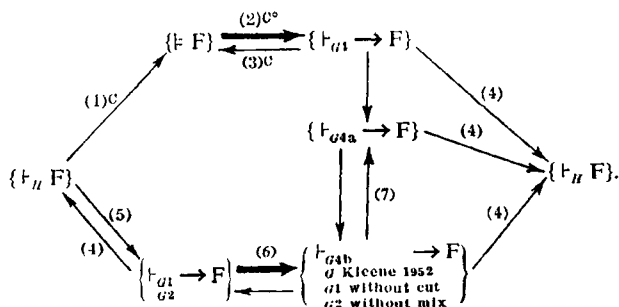 {⊨ F} (2)C° {⊢G4 → F}
(3)C
(1)C (4)
{⊢G4a → F} (4)
{⊢H F} {⊢H F}.
(5) (7) (4)
(4)
{⊢G1 → F} (6) {⊢G4b → F}
G2 G Kleene 1952
G1 without cut
G2 without mix